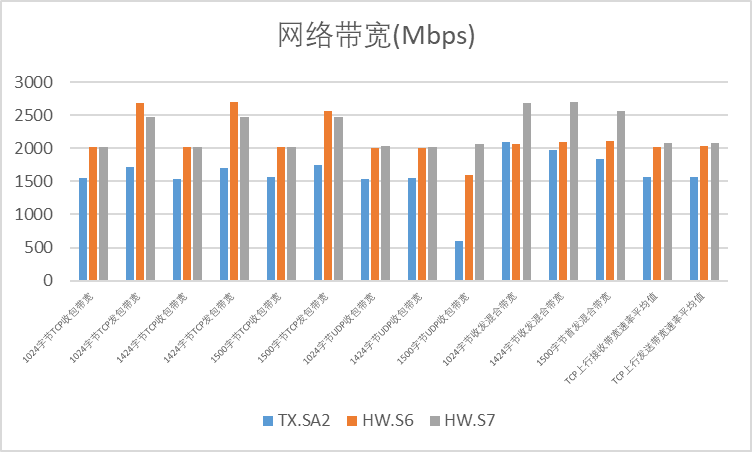 网络带宽(Mbps)
3000
2500
2000
1500
1000
500
0
1024字节TCP收包带宽
1024字节TCP发包带宽
1424字节TCP收包带宽
1424字节TCP发包带宽
1500字节TCP收包带宽
1500字节TCP发包带宽
1024字节UDP收包带宽
1424字节UDP收包带宽
1500字节UDP收包带宽
1024字节收发混合带宽
1424字节收发混合带宽
1500字节首发混合带宽
TCP上行接收带宽速率平均值
TCP上行发送带宽速率平均值
TX.SA2 HW.S6 HW.S7